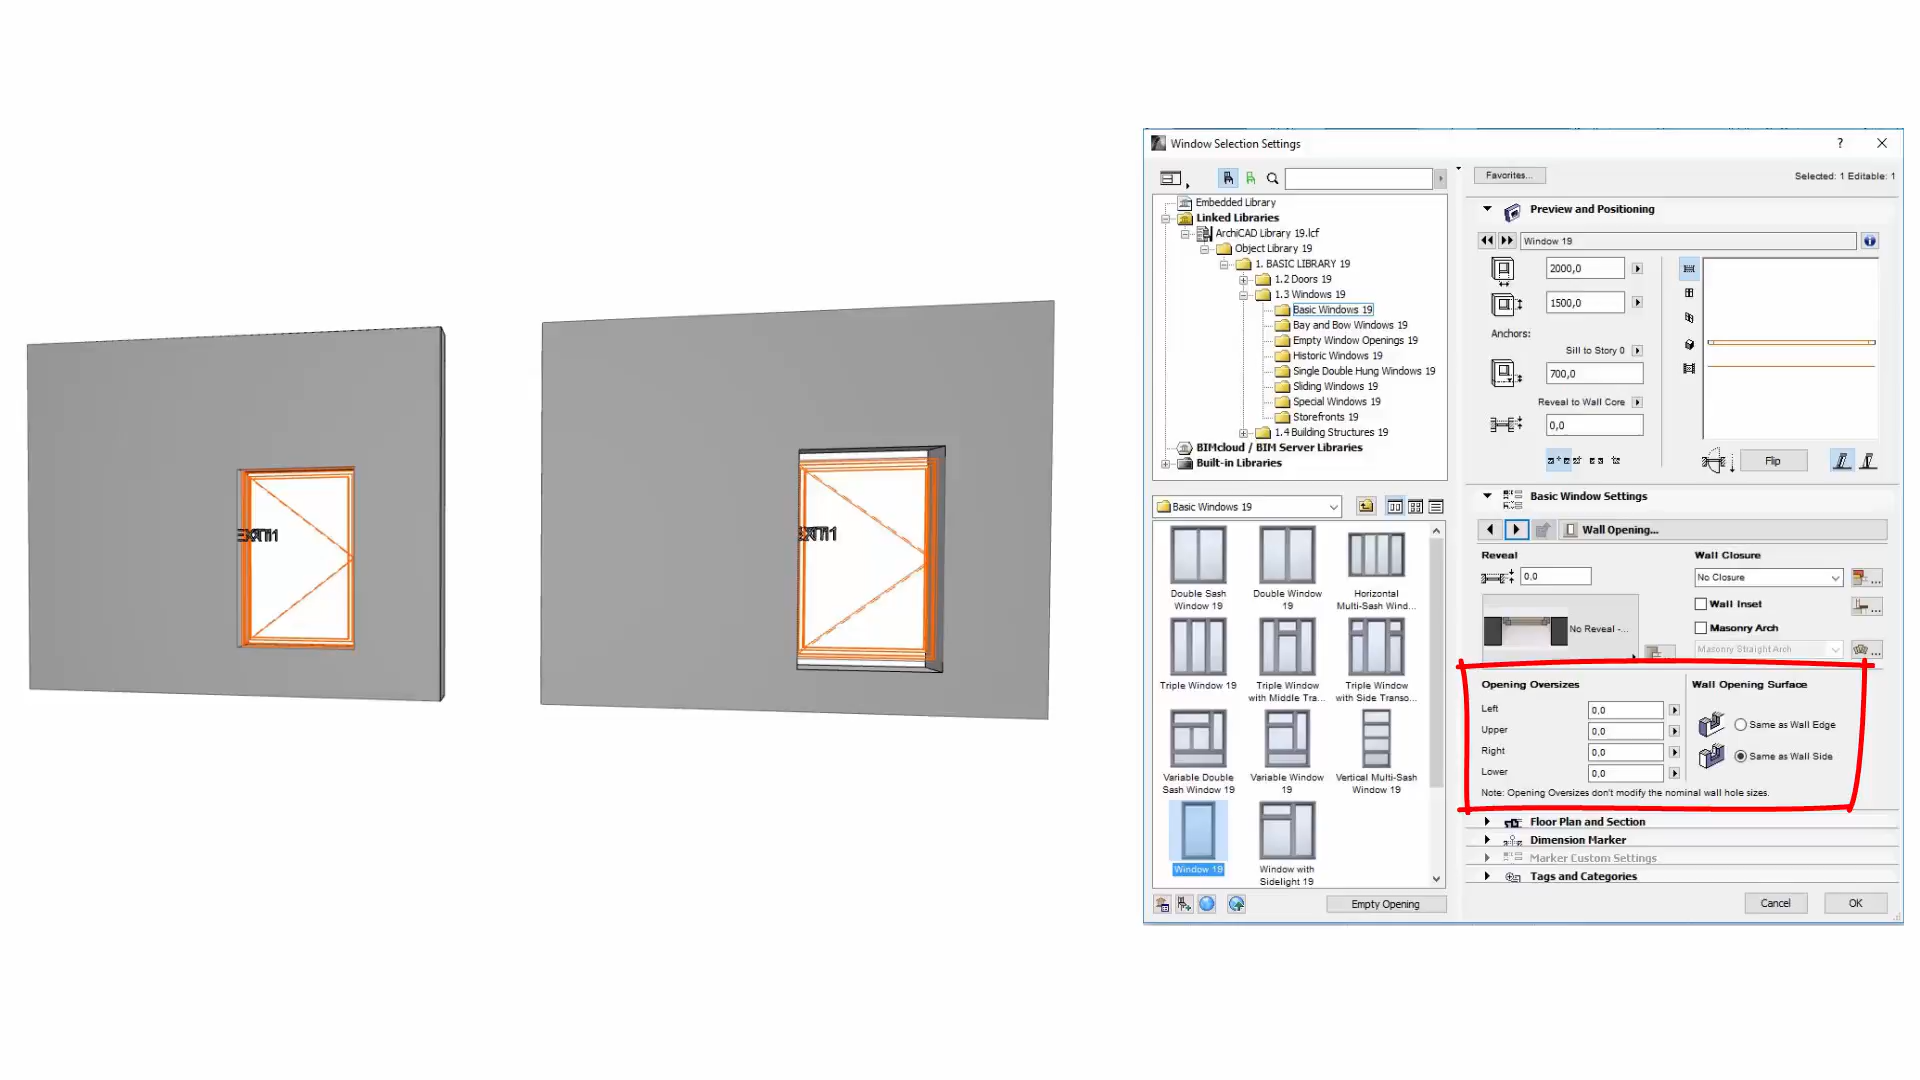 Window Selection Settings
?
Favorites...
Selected: 1 Editable: 1
Embedded Library
Linked Libraries
ArchiCAD Library 19.lcf
Object Library 19
1. BASIC LIBRARY 19
1.2 Doors 19
1.3 Windows 19
Basic Windows 19
Bay and Bow Windows 19
Empty Window Openings 19
Historic Windows 19
Single Double Hung Windows 19
Sliding Windows 19
Special Windows 19
Storefronts 19
1.4 Building Structures 19
BIMcloud / BIM Server Libraries
Built-in Libraries
Basic Windows 19
Double Sash
Window 19
Double Window
19
Horizontal
Multi-Sash Wind...
Triple Window 19
Triple Window
with Middle Tra...
Triple Window
with Side Transo...
Variable Double
Sash Window 19
Variable Window
19
Vertical Multi-Sash
Window 19
Window 19
Window with
Sidelight 19
Empty Opening
Preview and Positioning
Window 19
2000,0
1500,0
Anchors:
Sill to Story 0
700,0
Reveal to Wall Core
0,0
Flip
Basic Window Settings
Wall Opening...
Reveal
0,0
No Reveal -...
Wall Closure
No Closure
Wall Inset
Masonry Arch
Masonry Straight Arch
Opening Oversizes
Left 0,0
Upper 0,0
Right 0,0
Lower 0,0
Wall Opening Surface
Same as Wall Edge
Same as Wall Side
Note: Opening Oversizes don't modify the nominal wall hole sizes.
Floor Plan and Section
Dimension Marker
Marker Custom Settings
Tags and Categories
Cancel
OK